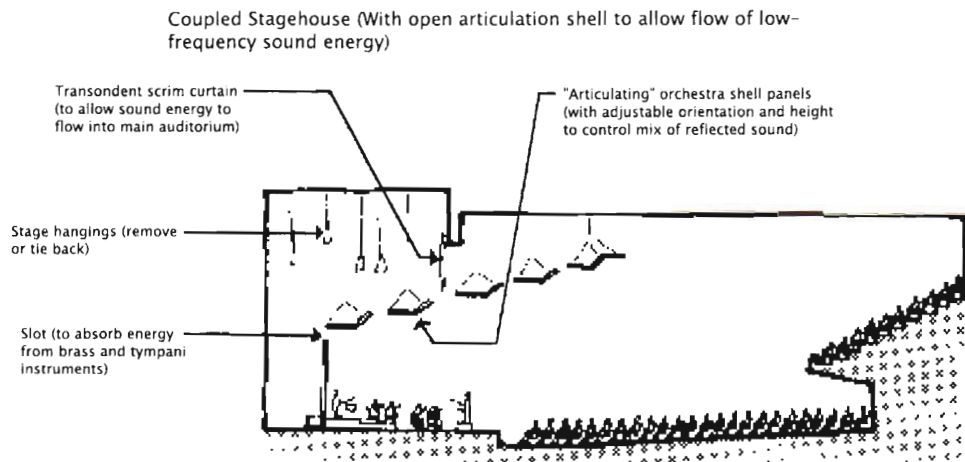 Coupled Stagehouse (With open articulation shell to allow flow of low-
frequency sound energy)
Transondent scrim curtain
(to allow sound energy to
flow into main auditorium)
"Articulating" orchestra shell panels
(with adjustable orientation and height
to control mix of reflected sound)
Stage hangings (remove
or tie back)
Slot (to absorb energy
from brass and tympani
instruments)